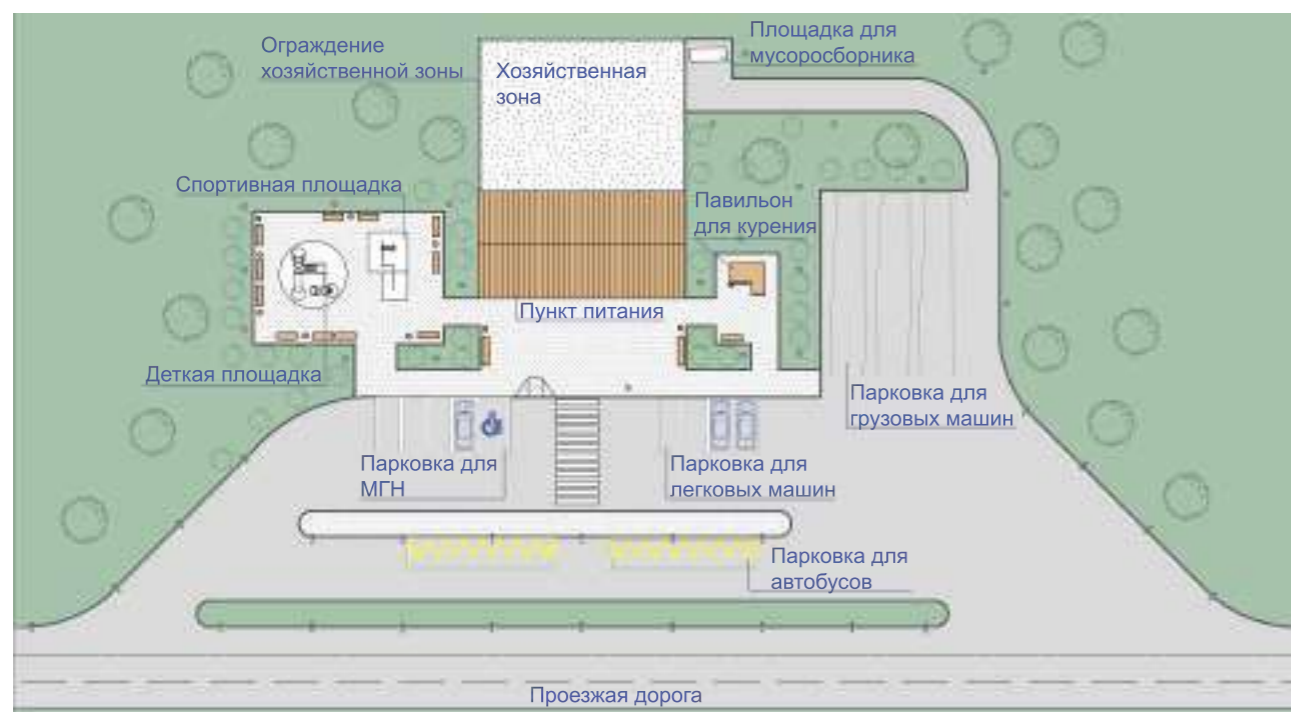 Площадка для
мусоросборника
Ограждение
хозяйственной зоны
Хозяйственная
зона
Спортивная площадка
Павильон
для курения
Пункт питания
Деткая площадка
Парковка для
грузовых машин
Парковка для
МГН
Парковка для
легковых машин
Парковка для
автобусов
Проезжая дорога